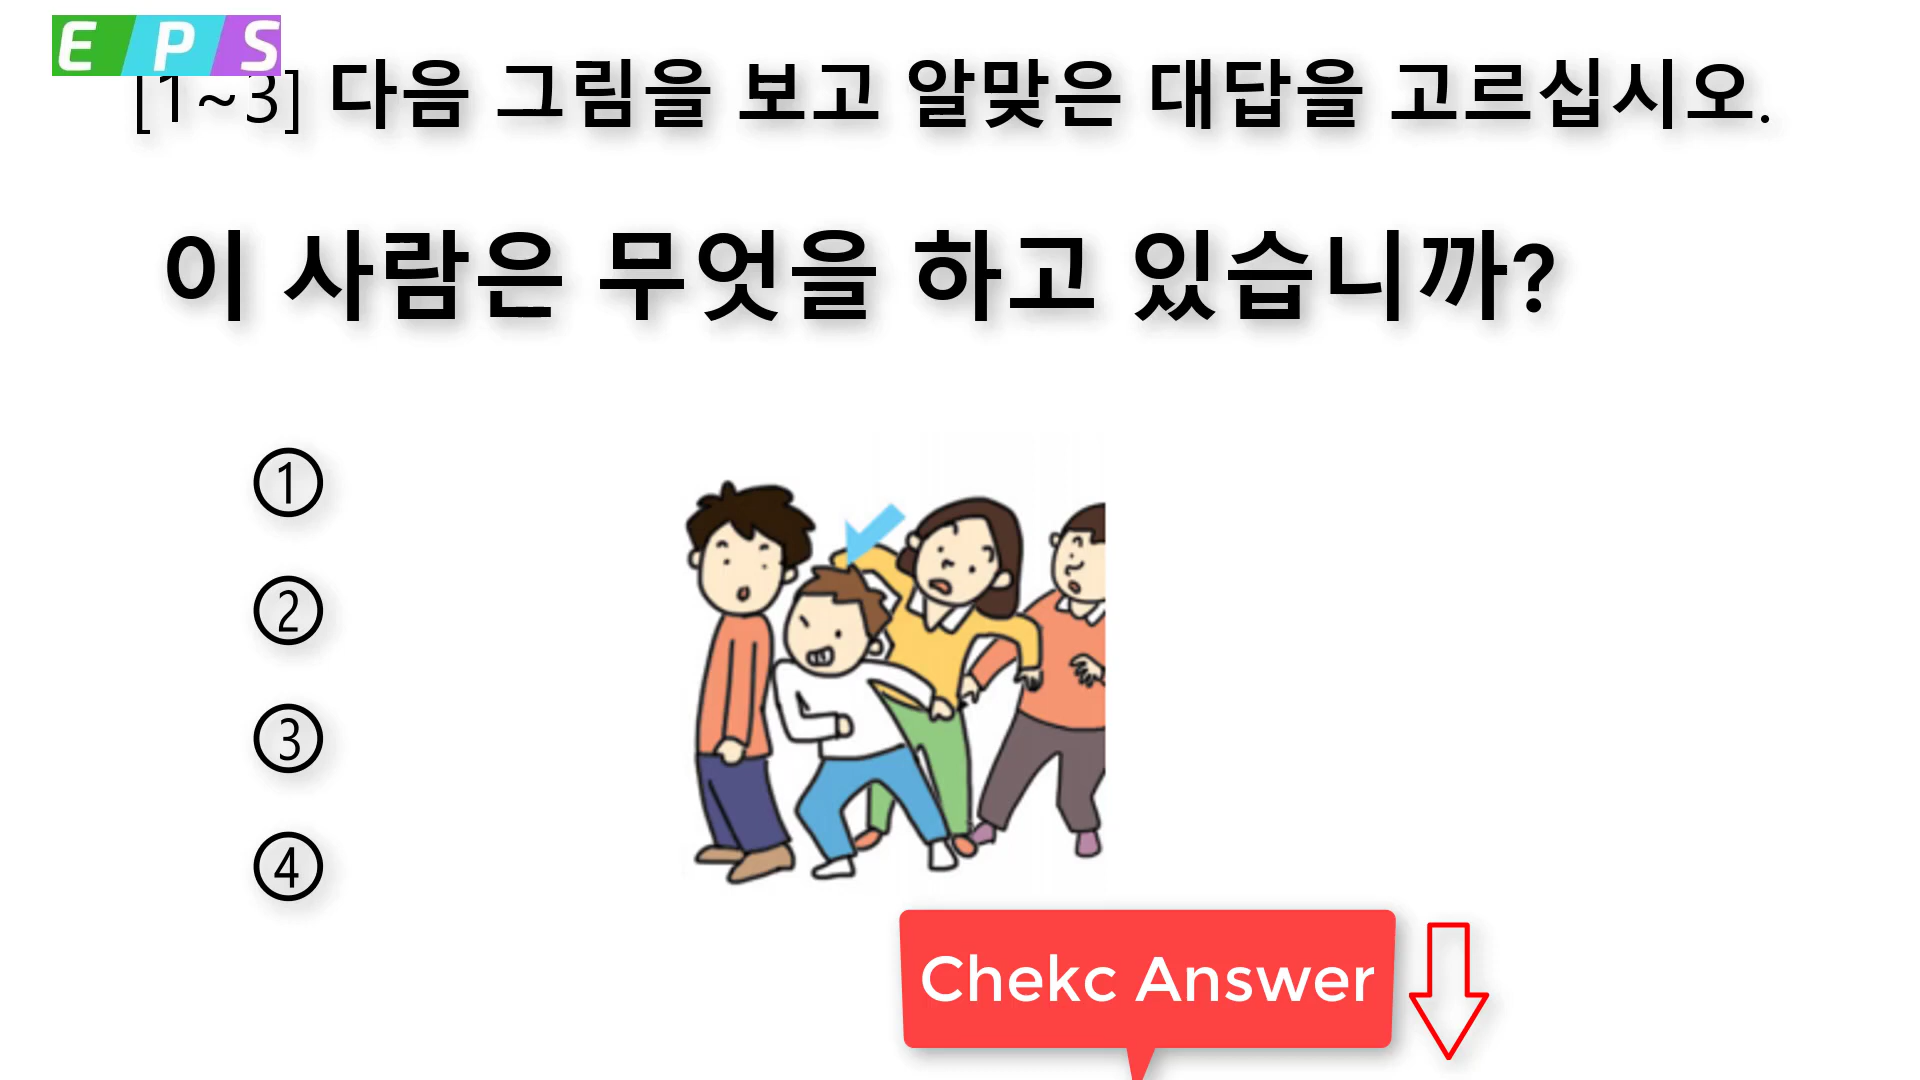 EPS
[1~3] 다음 그림을 보고 알맞은 대답을 고르십시오.
이 사람은 무엇을 하고 있습니까?
①
②
③
④
Chekc Answer